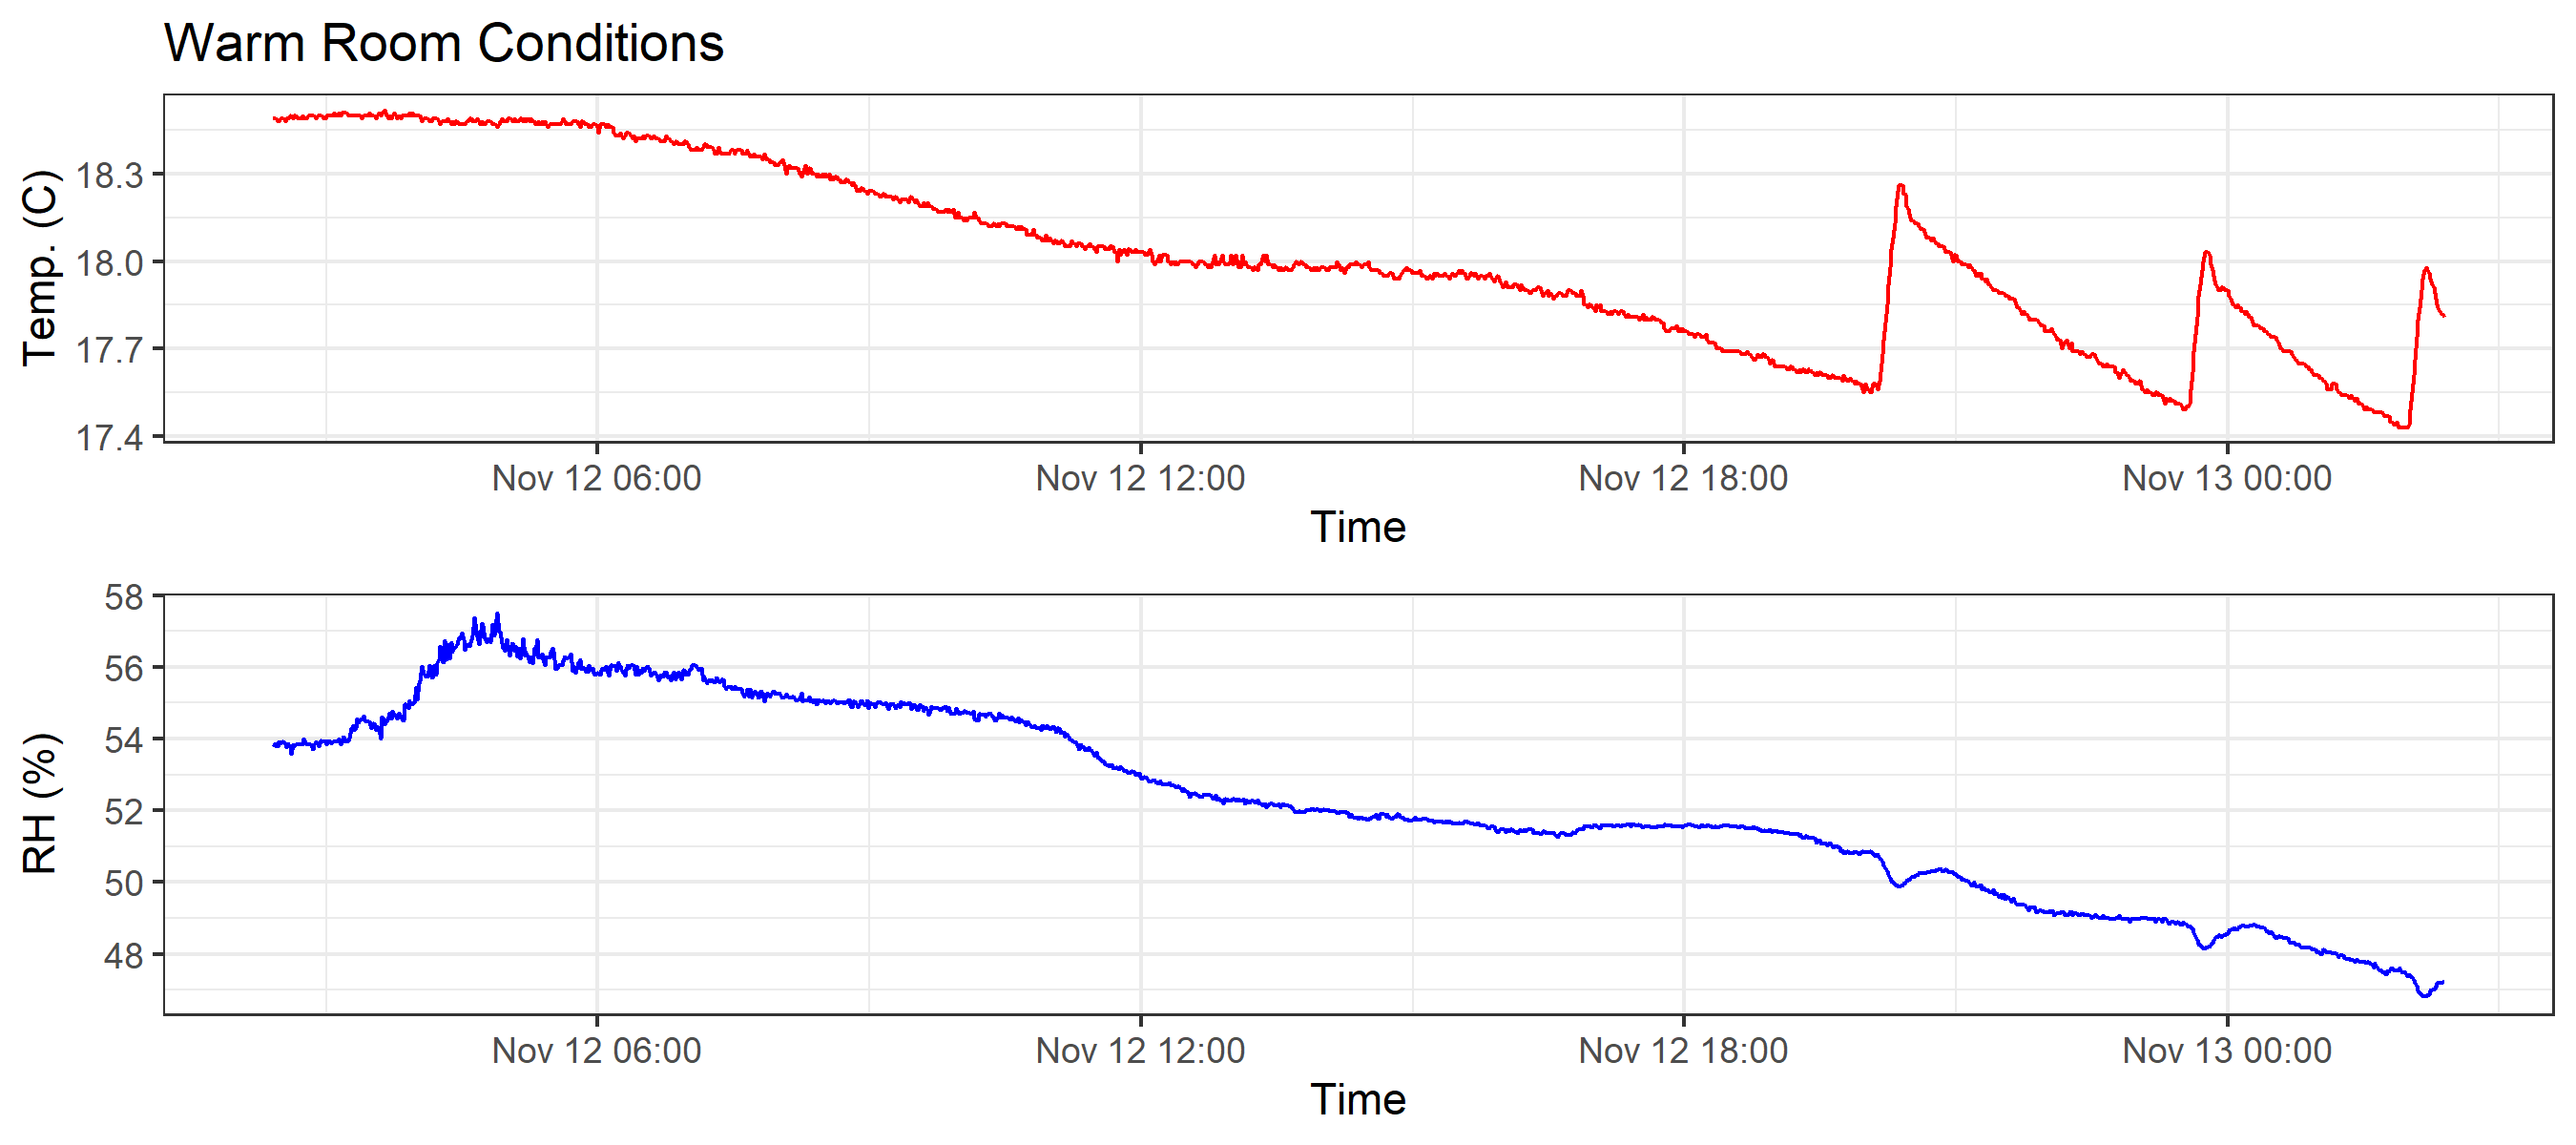 Warm Room Conditions
Temp. (C)
18.3
18.0
17.7
17.4
Nov 12 06:00 Nov 12 12:00 Nov 12 18:00 Nov 13 00:00
Time
RH (%)
58
56
54
52
50
48
Nov 12 06:00 Nov 12 12:00 Nov 12 18:00 Nov 13 00:00
Time